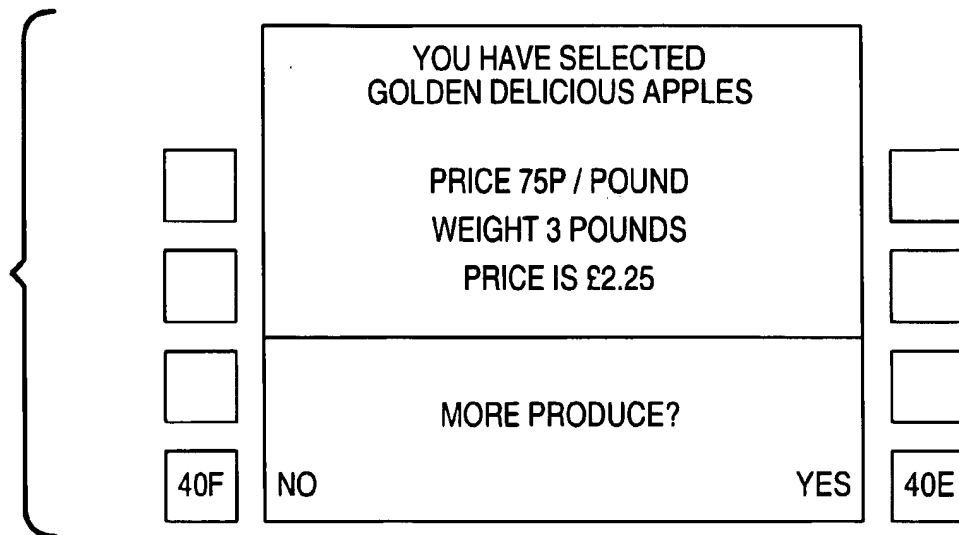 YOU HAVE SELECTED
GOLDEN DELICIOUS APPLES
PRICE 75P / POUND
WEIGHT 3 POUNDS
PRICE IS £2.25
MORE PRODUCE?
40F NO YES 40E